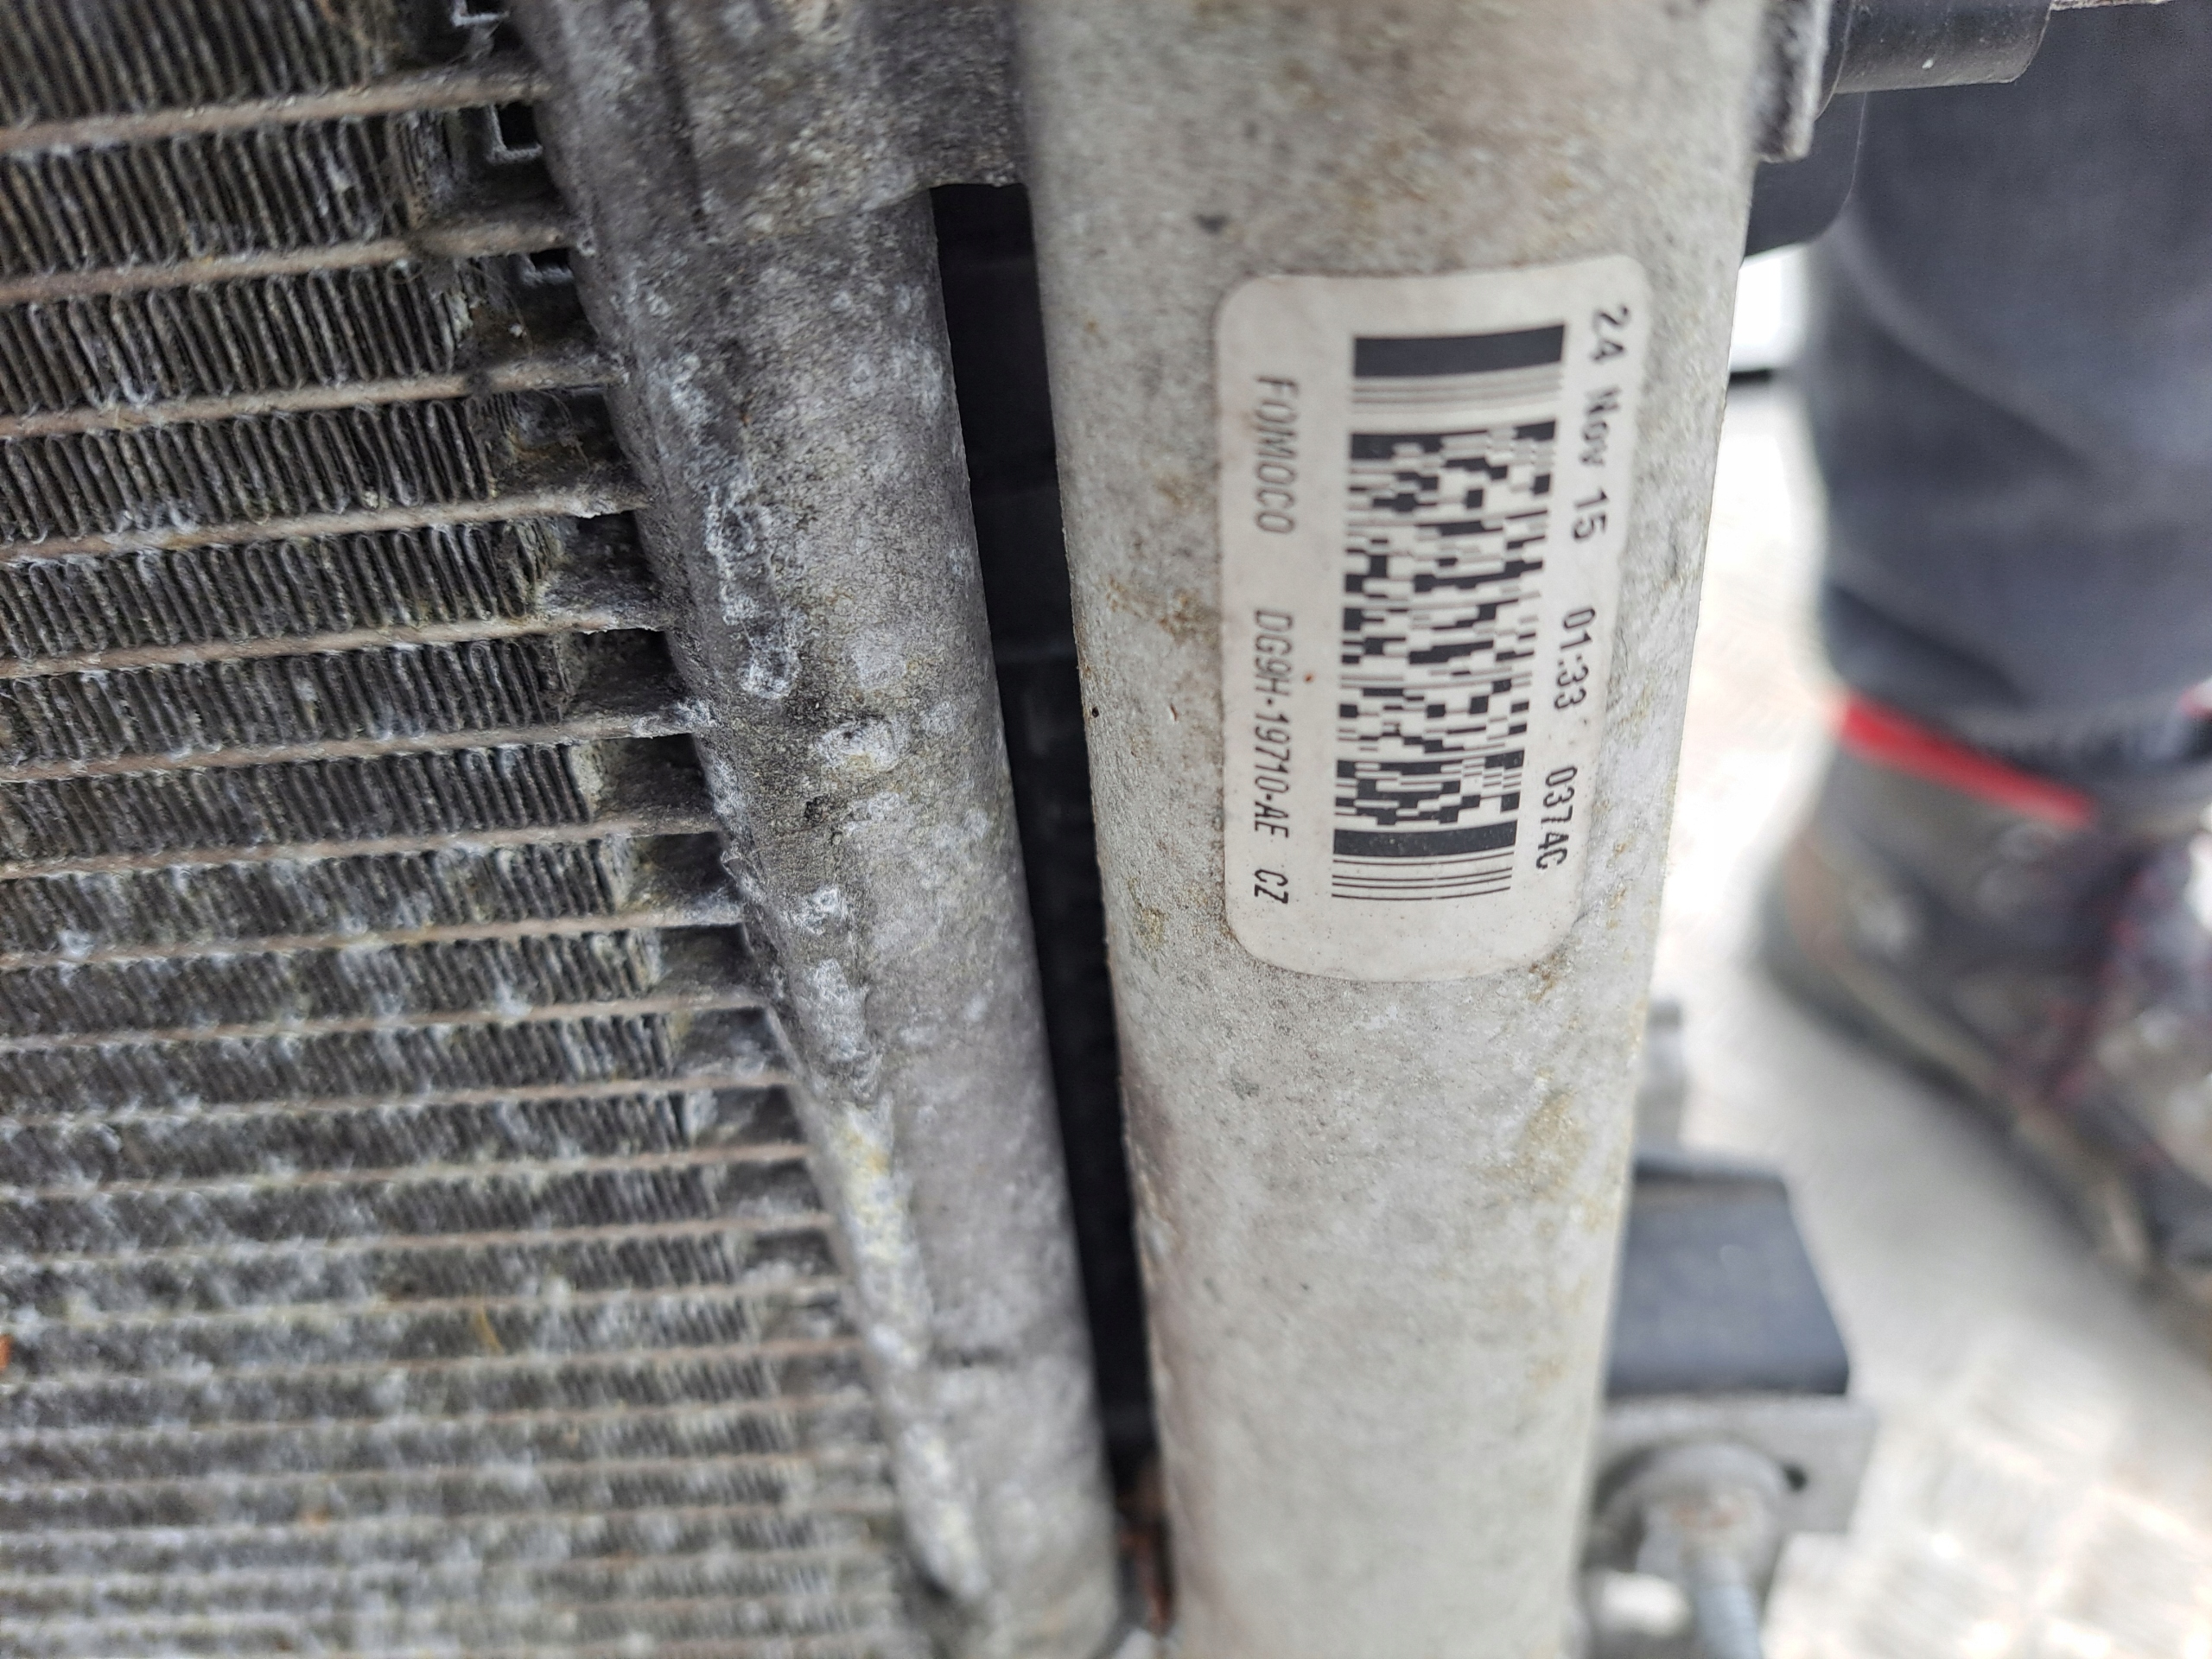 24 Nov 15 01:33 0374C
FOMOCO DG9H-19710-AE CZ